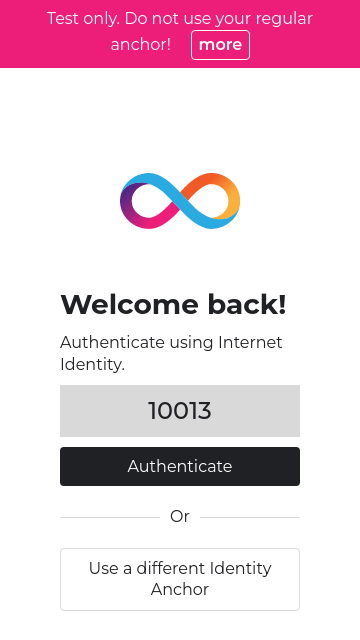 Test only. Do not use your regular
anchor! more
Welcome back!
Authenticate using Internet
Identity.
10013
Authenticate
Or
Use a different Identity
Anchor